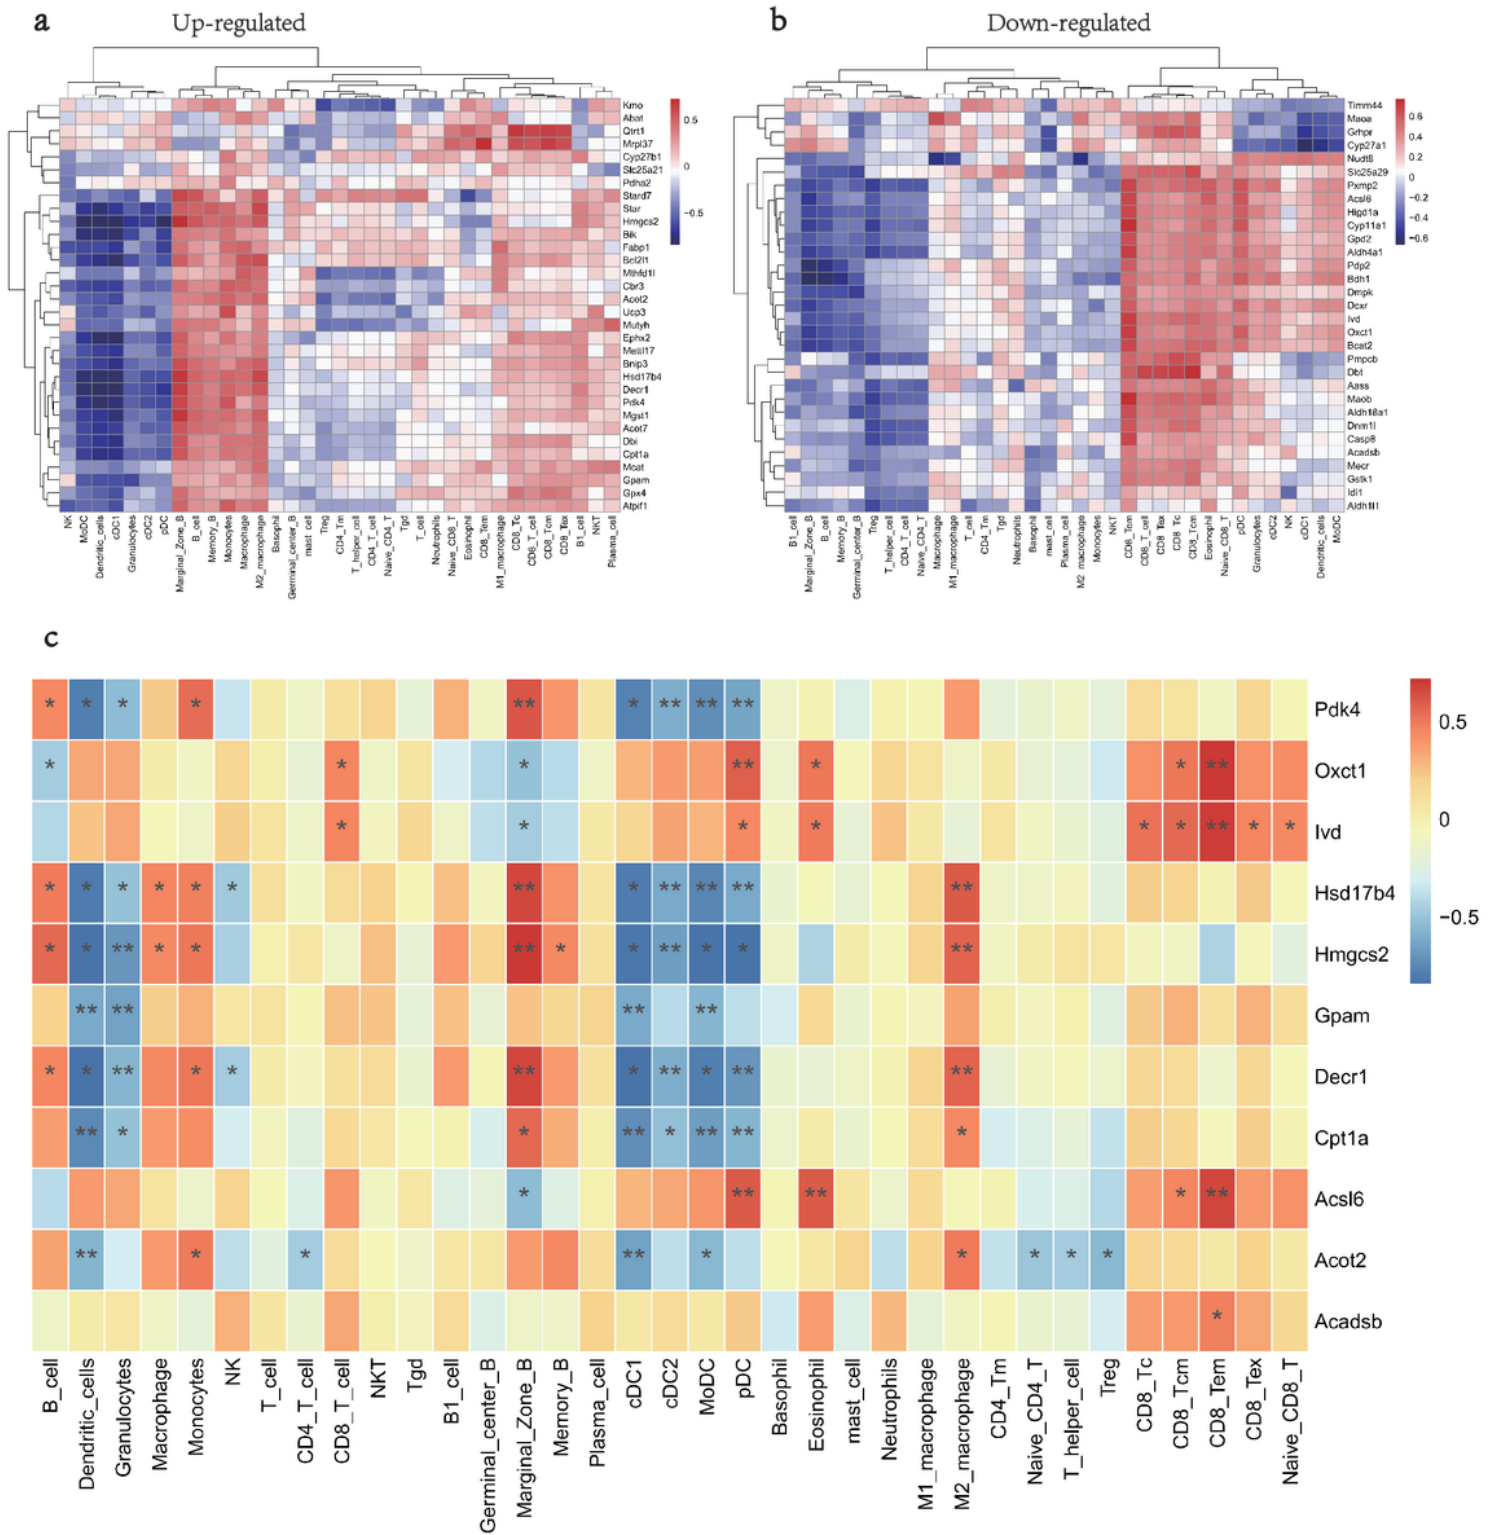 a Up-regulated
b Down-regulated
Kmo
Abat
Qtrt1
Mrpl37
Cyp27b1
Slc25a21
Pdha2
Stard7
Star
Hmgcs2
Bik
Fabp1
Bcl2l1
Mthfd1l
Cbr3
Acot2
Ucp3
Mutyh
Ephx2
Mettl17
Bnip3
Hsd17b4
Decr1
Pdk4
Mgst1
Acot7
Dbi
Cpt1a
Mcat
Gpam
Gpx4
Atpif1
0.5
0
−0.5
NK
MoDC
Dendritic_cells
cDC1
Granulocytes
cDC2
pDC
Marginal_Zone_B
B_cell
Memory_B
Monocytes
Macrophage
M2_macrophage
Basophil
Germinal_center_B
mast_cell
Treg
CD4_Tm
T_helper_cell
CD4_T_cell
Naive_CD4_T
Tgd
T_cell
Neutrophils
Naive_CD8_T
Eosinophil
CD8_Tem
M1_macrophage
CD8_Tc
CD8_T_cell
CD8_Tcm
CD8_Tex
B1_cell
NKT
Plasma_cell
Timm44
Maoa
Grhpr
Cyp27a1
Nudt8
Slc25a29
Pxmp2
Acsl6
Higd1a
Cyp11a1
Gpd2
Aldh4a1
Pdp2
Bdh1
Dmpk
Dcxr
Ivd
Oxct1
Bcat2
Pmpcb
Dbt
Aass
Maob
Aldh18a1
Dnm1l
Casp8
Acadsb
Mecr
Gstk1
Idi1
Aldh1l1
0.6
0.4
0.2
0
−0.2
−0.4
−0.6
B1_cell
Marginal_Zone_B
B_cell
Memory_B
Germinal_center_B
Treg
T_helper_cell
CD4_T_cell
Naive_CD4_T
Macrophage
M1_macrophage
T_cell
CD4_Tm
Tgd
Neutrophils
Basophil
mast_cell
Plasma_cell
M2_macrophage
Monocytes
NKT
CD8_Tem
CD8_T_cell
CD8_Tex
CD8_Tc
CD8_Tcm
Eosinophil
Naive_CD8_T
pDC
Granulocytes
cDC2
NK
cDC1
Dendritic_cells
MoDC
c
* * * * ** * ** ** ** Pdk4
* * * ** * * ** Oxct1
* * * * * * ** * * Ivd
* * * * * * ** * ** ** ** ** Hsd17b4
* * ** * * ** * * ** * * ** Hmgcs2
** ** ** ** Gpam
* * ** * * ** * ** * ** ** Decr1
** * * ** * ** ** * Cpt1a
* ** ** * ** Acsl6
** * * ** * * * * * Acot2
* Acadsb
0.5
0
−0.5
B_cell
Dendritic_cells
Granulocytes
Macrophage
Monocytes
NK
T_cell
CD4_T_cell
CD8_T_cell
NKT
Tgd
B1_cell
Germinal_center_B
Marginal_Zone_B
Memory_B
Plasma_cell
cDC1
cDC2
MoDC
pDC
Basophil
Eosinophil
mast_cell
Neutrophils
M1_macrophage
M2_macrophage
CD4_Tm
Naive_CD4_T
T_helper_cell
Treg
CD8_Tc
CD8_Tcm
CD8_Tem
CD8_Tex
Naive_CD8_T